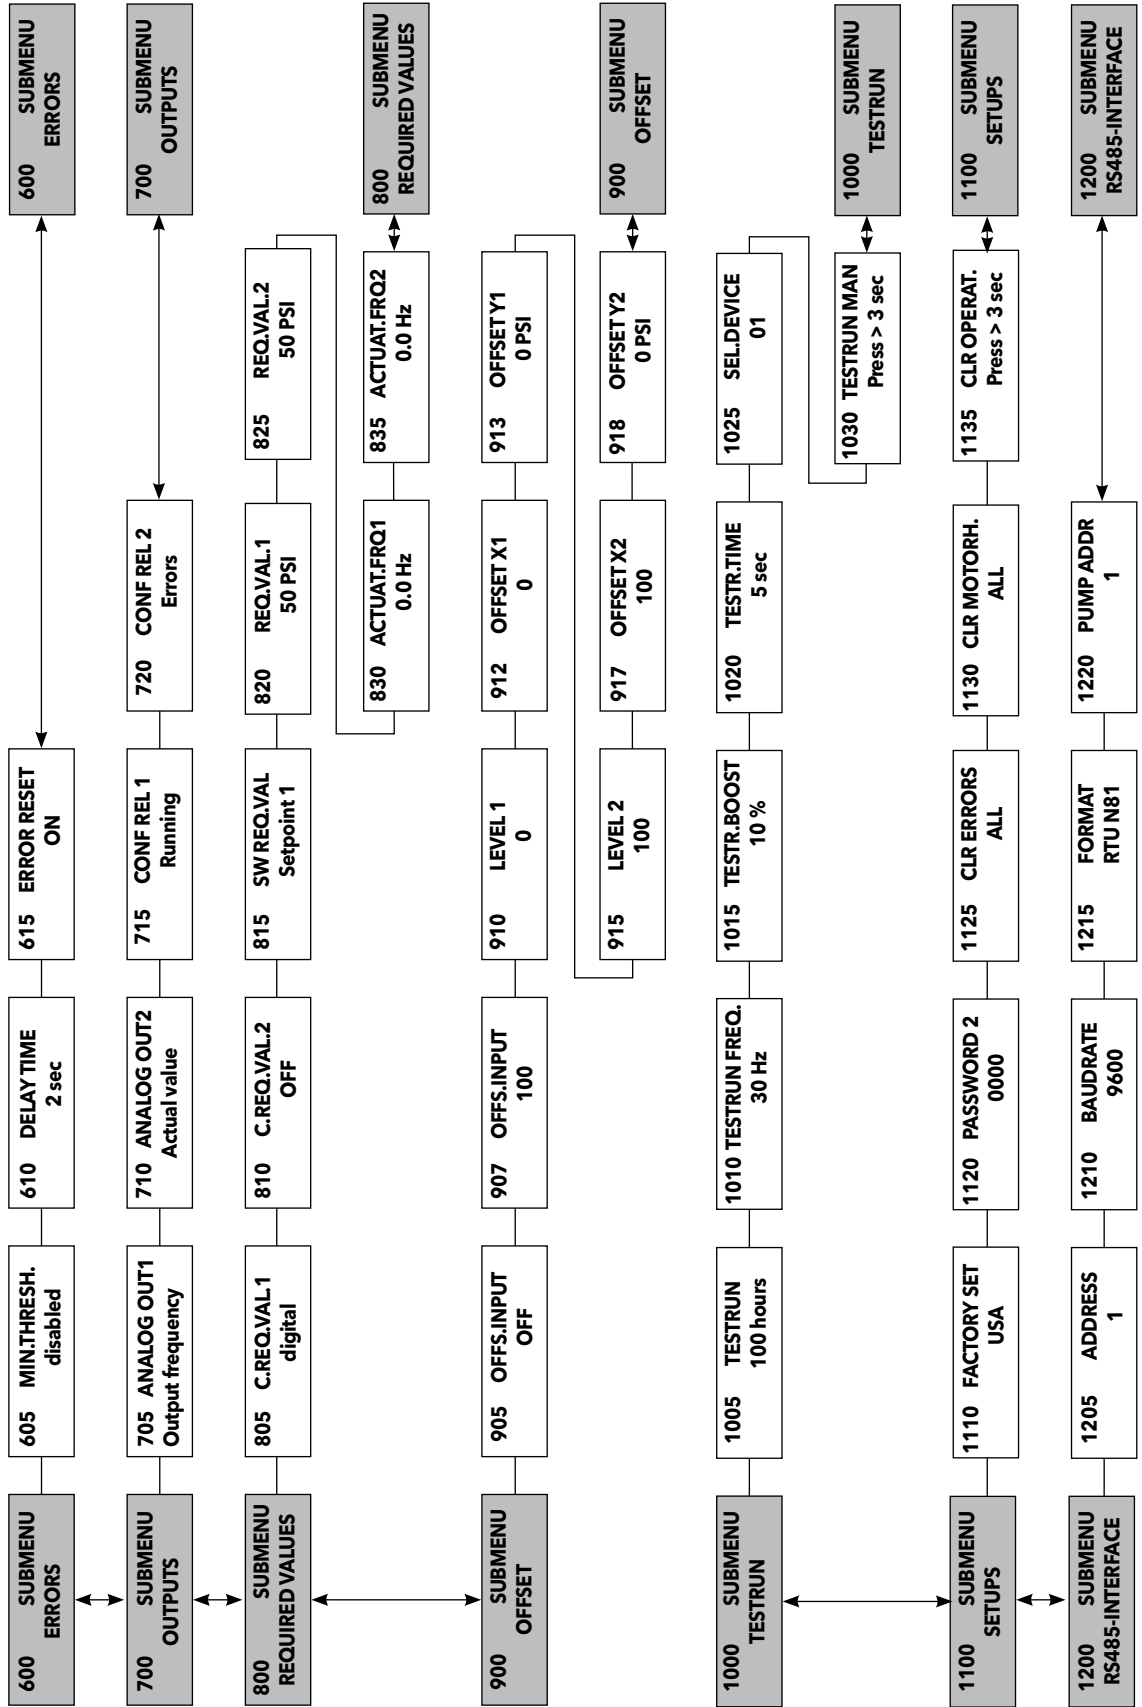 600 SUBMENU
ERRORS
605 MIN.THRESH.
disabled
610 DELAY TIME
2 sec
615 ERROR RESET
ON
600 SUBMENU
ERRORS
700 SUBMENU
OUTPUTS
705 ANALOG OUT1
Output frequency
710 ANALOG OUT2
Actual value
715 CONF REL 1
Running
720 CONF REL 2
Errors
700 SUBMENU
OUTPUTS
800 SUBMENU
REQUIRED VALUES
805 C.REQ.VAL.1
digital
810 C.REQ.VAL.2
OFF
815 SW REQ.VAL
Setpoint 1
820 REQ.VAL.1
50 PSI
825 REQ.VAL.2
50 PSI
830 ACTUAT.FRQ1
0.0 Hz
835 ACTUAT.FRQ2
0.0 Hz
800 SUBMENU
REQUIRED VALUES
900 SUBMENU
OFFSET
905 OFFS.INPUT
OFF
907 OFFS.INPUT
100
910 LEVEL 1
0
912 OFFSET X1
0
913 OFFSET Y1
0 PSI
915 LEVEL 2
100
917 OFFSET X2
100
918 OFFSET Y2
0 PSI
900 SUBMENU
OFFSET
1000 SUBMENU
TESTRUN
1005 TESTRUN
100 hours
1010 TESTRUN FREQ.
30 Hz
1015 TESTR.BOOST
10 %
1020 TESTR.TIME
5 sec
1025 SEL.DEVICE
01
1030 TESTRUN MAN
Press > 3 sec
1000 SUBMENU
TESTRUN
1100 SUBMENU
SETUPS
1110 FACTORY SET
USA
1120 PASSWORD 2
0000
1125 CLR ERRORS
ALL
1130 CLR MOTORH.
ALL
1135 CLR OPERAT.
Press > 3 sec
1100 SUBMENU
SETUPS
1200 SUBMENU
RS485-INTERFACE
1205 ADDRESS
1
1210 BAUDRATE
9600
1215 FORMAT
RTU N81
1220 PUMP ADDR
1
1200 SUBMENU
RS485-INTERFACE